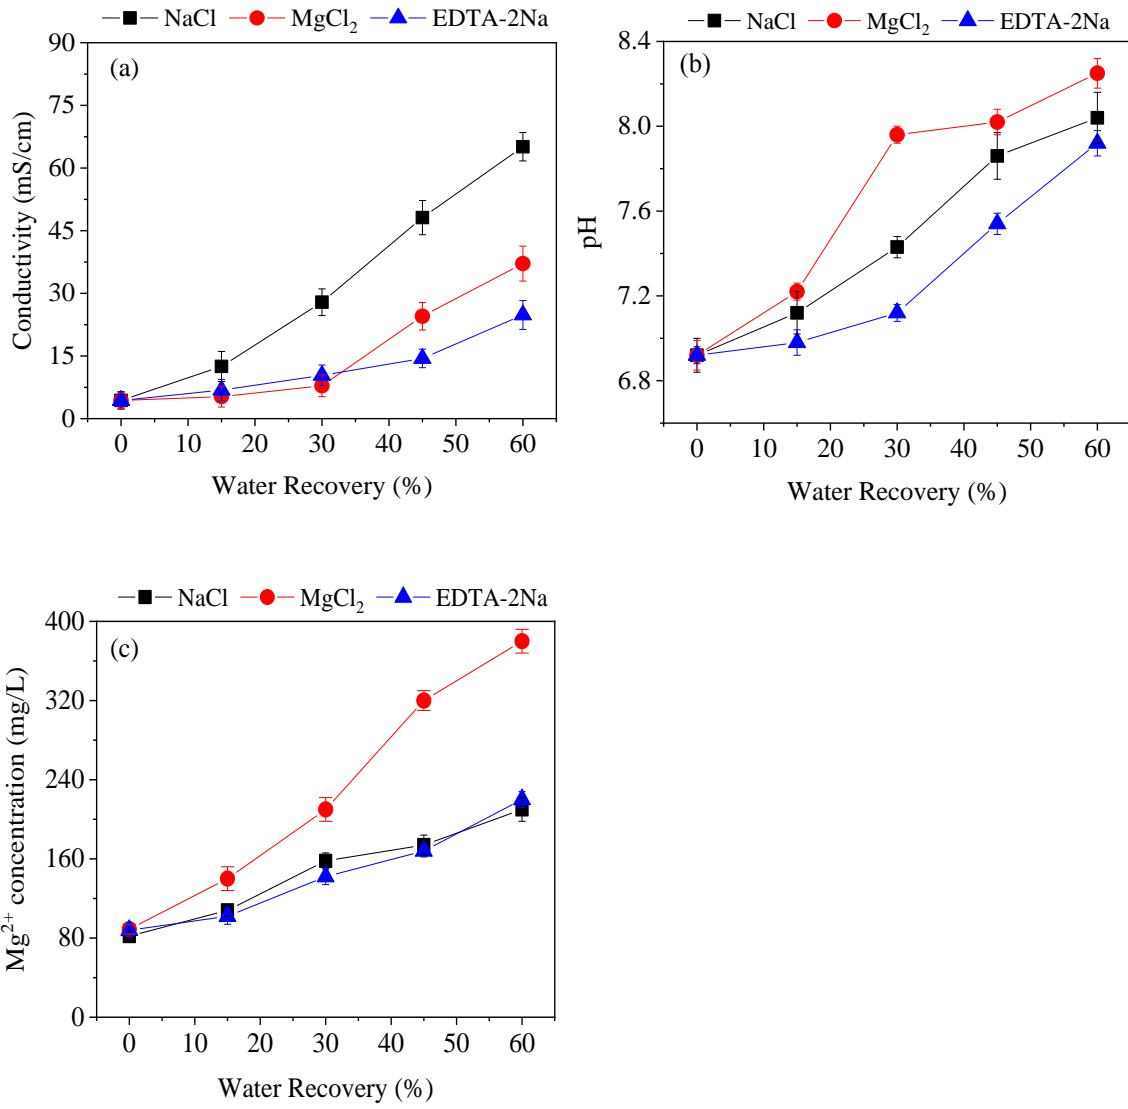 NaCl MgCl₂ EDTA-2Na
(a)
Conductivity (mS/cm)
90
75
60
45
30
15
0
0 10 20 30 40 50 60
Water Recovery (%)
NaCl MgCl₂ EDTA-2Na
(b)
pH
8.4
8.0
7.6
7.2
6.8
0 10 20 30 40 50 60
Water Recovery (%)
NaCl MgCl₂ EDTA-2Na
(c)
Mg²⁺ concentration (mg/L)
400
320
240
160
80
0
0 10 20 30 40 50 60
Water Recovery (%)